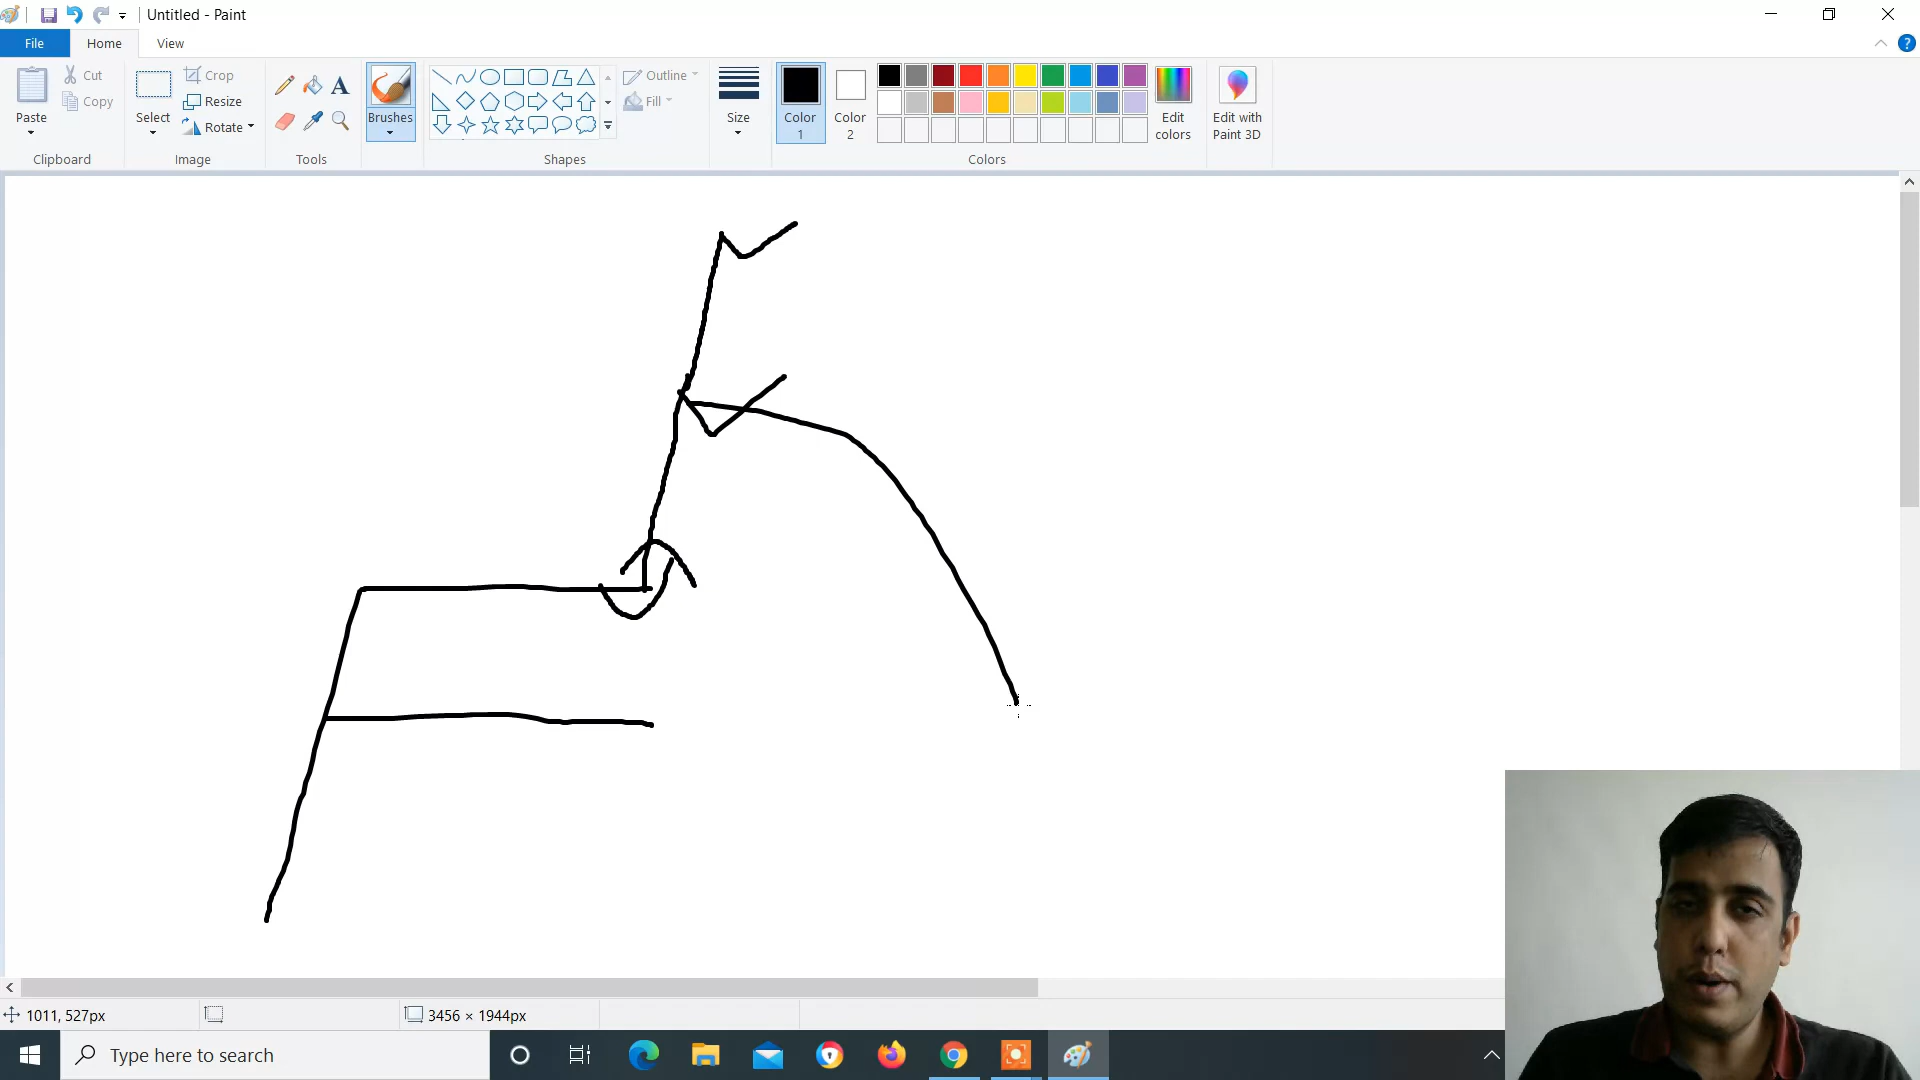 Untitled - Paint
File Home View
Paste
Cut
Copy
Clipboard
Select
Crop
Resize
Rotate
Image
Tools
Brushes
Shapes
Outline
Fill
Size
Color 1
Color 2
Edit colors
Colors
Edit with Paint 3D
1011, 527px
3456 × 1944px
Type here to search